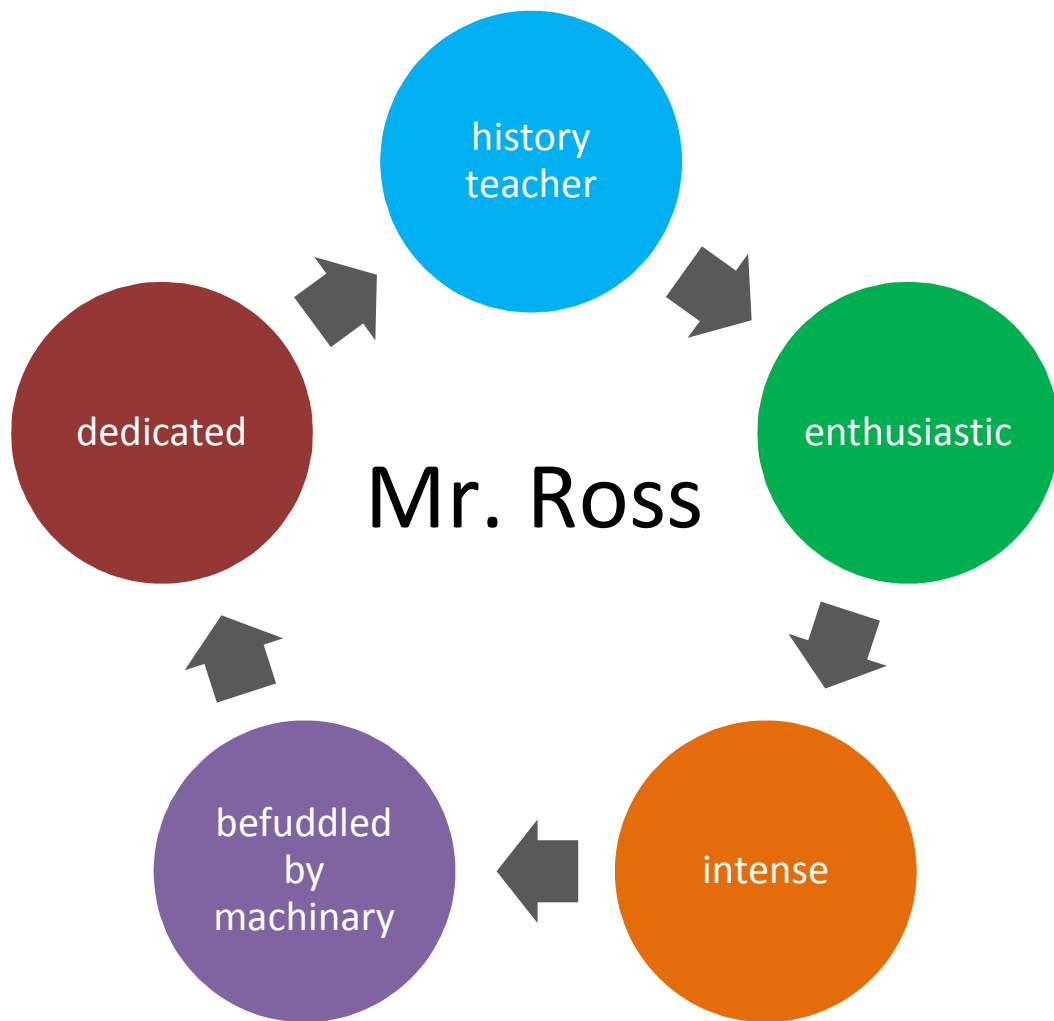 history
teacher
enthusiastic
intense
befuddled
by
machinary
dedicated
Mr. Ross